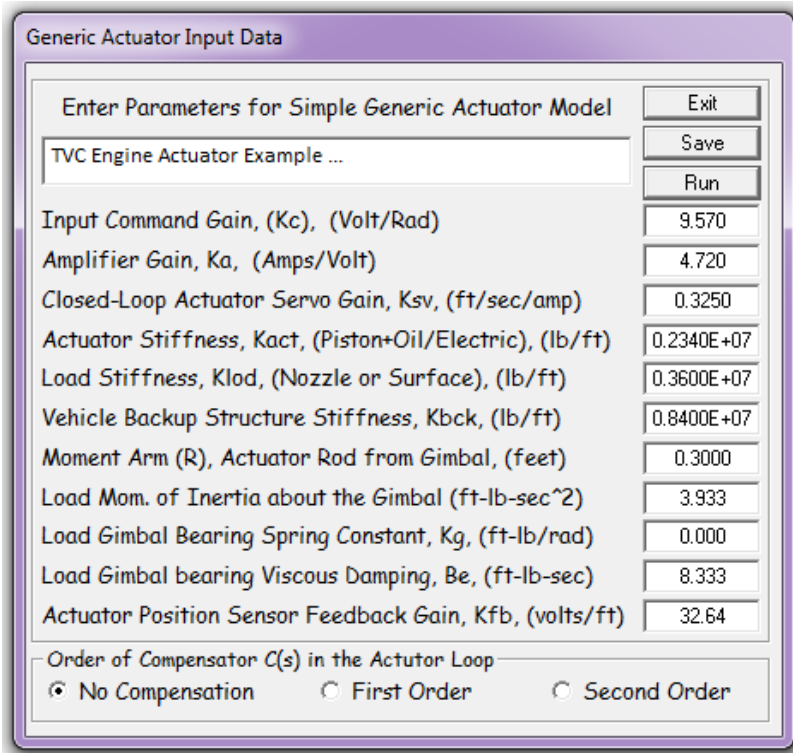 Generic Actuator Input Data
Enter Parameters for Simple Generic Actuator Model
Exit
TVC Engine Actuator Example ...
Save
Run
Input Command Gain, (Kc), (Volt/Rad) 9.570
Amplifier Gain, Ka, (Amps/Volt) 4.720
Closed-Loop Actuator Servo Gain, Ksv, (ft/sec/amp) 0.3250
Actuator Stiffness, Kact, (Piston+Oil/Electric), (lb/ft) 0.2340E+07
Load Stiffness, Klod, (Nozzle or Surface), (lb/ft) 0.3600E+07
Vehicle Backup Structure Stiffness, Kbck, (lb/ft) 0.8400E+07
Moment Arm (R), Actuator Rod from Gimbal, (feet) 0.3000
Load Mom. of Inertia about the Gimbal (ft-lb-sec^2) 3.933
Load Gimbal Bearing Spring Constant, Kg, (ft-lb/rad) 0.000
Load Gimbal bearing Viscous Damping, Be, (ft-lb-sec) 8.333
Actuator Position Sensor Feedback Gain, Kfb, (volts/ft) 32.64
Order of Compensator C(s) in the Actutor Loop
No Compensation First Order Second Order